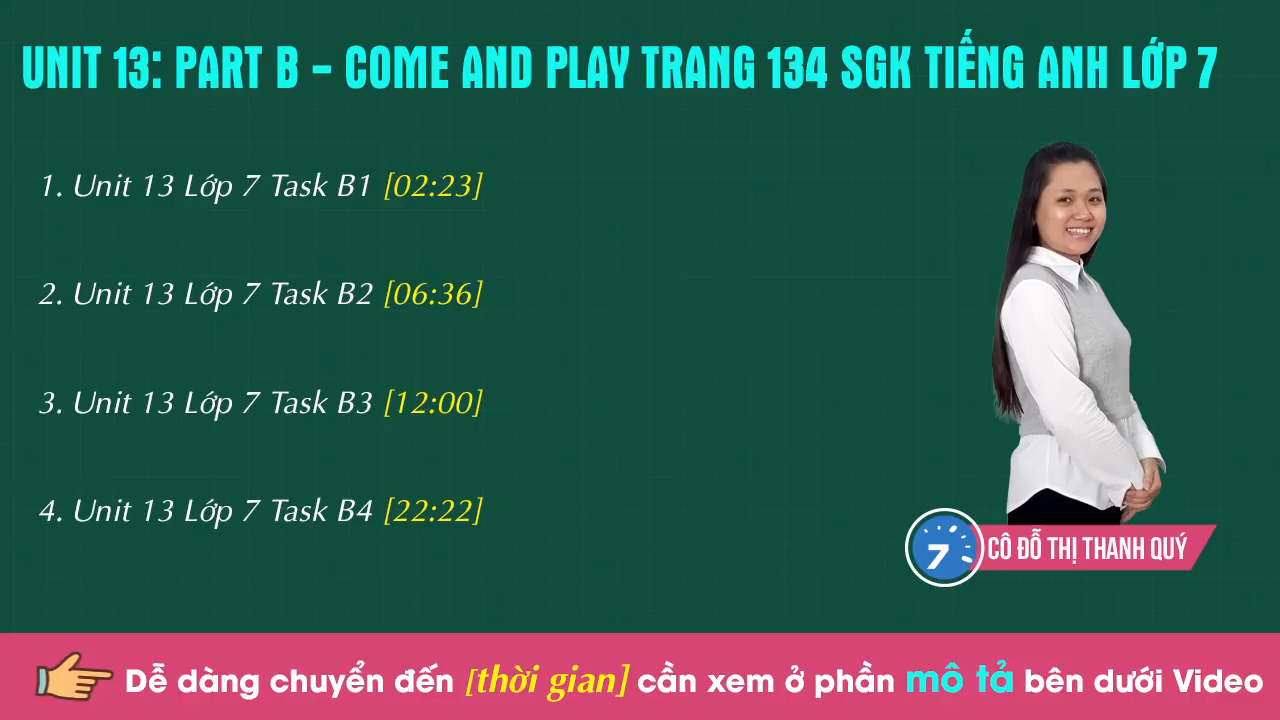 UNIT 13: PART B – COME AND PLAY TRANG 134 SGK TIẾNG ANH LỚP 7
1. Unit 13 Lớp 7 Task B1 [02:23]
2. Unit 13 Lớp 7 Task B2 [06:36]
3. Unit 13 Lớp 7 Task B3 [12:00]
4. Unit 13 Lớp 7 Task B4 [22:22]
7
CÔ ĐỖ THỊ THANH QUÝ
Dễ dàng chuyển đến [thời gian] cần xem ở phần mô tả bên dưới Video